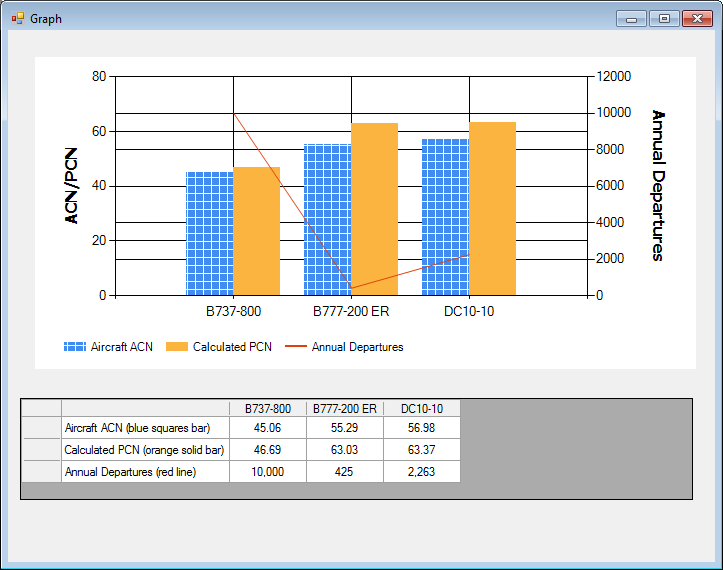 Graph
80
60
40
20
0
ACN/PCN
12000
10000
8000
6000
4000
2000
0
Annual Departures
B737-800 B777-200 ER DC10-10
Aircraft ACN Calculated PCN Annual Departures
B737-800 B777-200 ER DC10-10
Aircraft ACN (blue squares bar) 45.06 55.29 56.98
Calculated PCN (orange solid bar) 46.69 63.03 63.37
Annual Departures (red line) 10,000 425 2,263